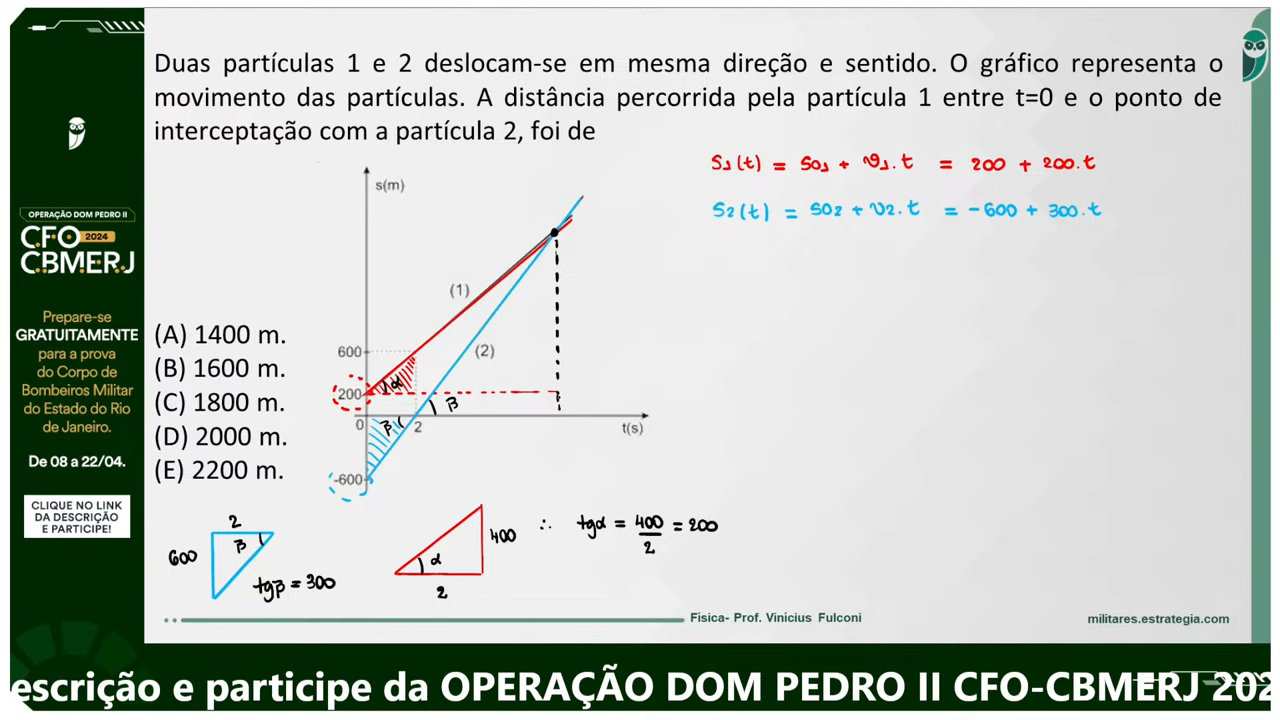 Duas partículas 1 e 2 deslocam-se em mesma direção e sentido. O gráfico representa o
movimento das partículas. A distância percorrida pela partícula 1 entre t=0 e o ponto de
interceptação com a partícula 2, foi de
S1(t) = S01 + v1.t = 200 + 200.t
S2(t) = S02 + v2.t = -600 + 300.t
s(m)
(1)
(2)
600
200
0
2
-600
t(s)
α
β
β
(A) 1400 m.
(B) 1600 m.
(C) 1800 m.
(D) 2000 m.
(E) 2200 m.
2
600
β
tgβ = 300
400
α
2
∴ tgα = 400/2 = 200
OPERAÇÃO DOM PEDRO II
CFO 2024
CBMERJ
Prepare-se
GRATUITAMENTE
para a prova
do Corpo de
Bombeiros Militar
do Estado do Rio
de Janeiro.
De 08 a 22/04.
CLIQUE NO LINK
DA DESCRIÇÃO
E PARTICIPE!
Física- Prof. Vinícius Fulconi
militares.estrategia.com
escrição e participe da OPERAÇÃO DOM PEDRO II CFO-CBMERJ 202